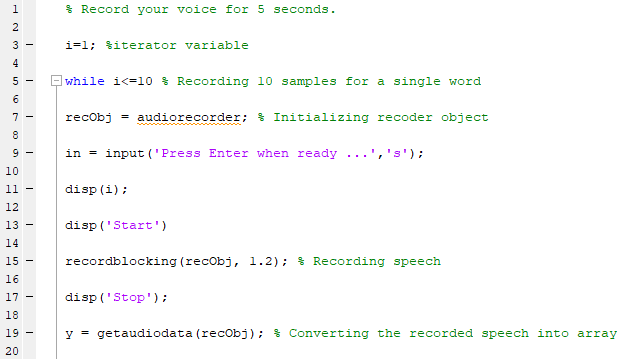 1 % Record your voice for 5 seconds.
2
3 - i=1; %iterator variable
4
5 - while i<=10 % Recording 10 samples for a single word
6
7 - recObj = audiorecorder; % Initializing recoder object
8
9 - in = input('Press Enter when ready ...','s');
10
11 - disp(i);
12
13 - disp('Start')
14
15 - recordblocking(recObj, 1.2); % Recording speech
16
17 - disp('Stop');
18
19 - y = getaudiodata(recObj); % Converting the recorded speech into array
20